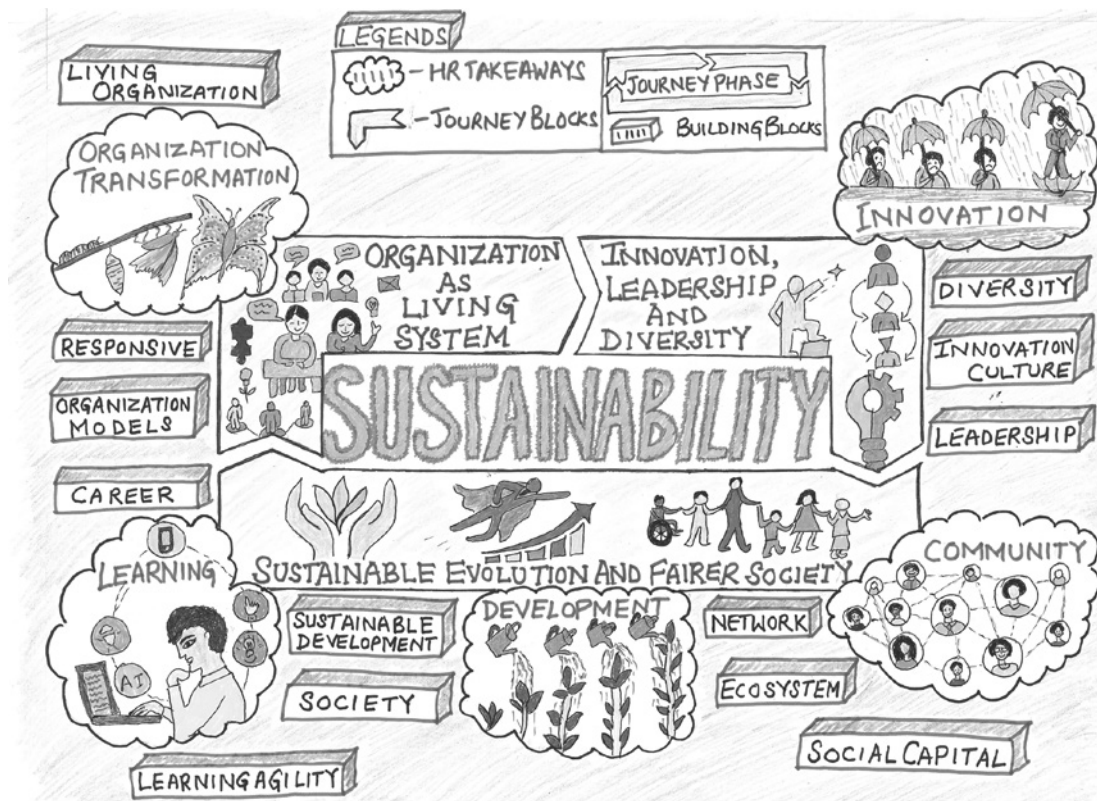 LEGENDS
- HR TAKEAWAYS
- JOURNEY BLOCKS
JOURNEY PHASE
BUILDING BLOCKS
LIVING
ORGANIZATION
ORGANIZATION
TRANSFORMATION
INNOVATION
ORGANIZATION
AS
LIVING
SYSTEM
INNOVATION,
LEADERSHIP
AND
DIVERSITY
DIVERSITY
INNOVATION
CULTURE
LEADERSHIP
RESPONSIVE
ORGANIZATION
MODELS
CAREER
SUSTAINABILITY
SUSTAINABLE EVOLUTION AND FAIRER SOCIETY
LEARNING
AI
LEARNING AGILITY
SUSTAINABLE
DEVELOPMENT
SOCIETY
DEVELOPMENT
NETWORK
ECOSYSTEM
COMMUNITY
SOCIAL CAPITAL